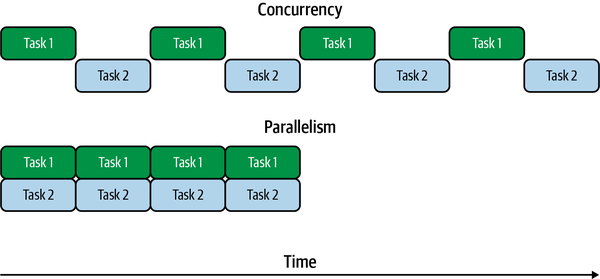 Concurrency
Task 1 Task 1 Task 1 Task 1
Task 2 Task 2 Task 2 Task 2
Parallelism
Task 1 Task 1 Task 1 Task 1
Task 2 Task 2 Task 2 Task 2
Time